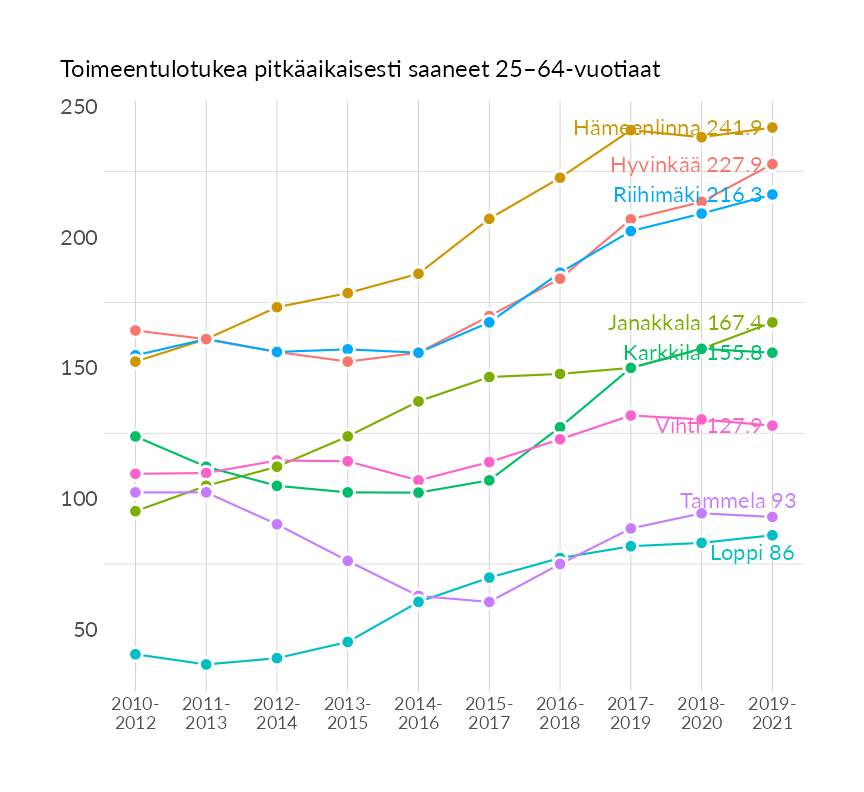 Toimeentulotukea pitkäaikaisesti saaneet 25–64-vuotiaat
250
Hämeenlinna 241.9
Hyvinkää 227.9
Riihimäki 216.3
200
Janakkala 167.4
Karkkila 155.8
150
Vihti 127.9
100
Tammela 93
Loppi 86
50
2010- 2011- 2012- 2013- 2014- 2015- 2016- 2017- 2018- 2019-
2012 2013 2014 2015 2016 2017 2018 2019 2020 2021